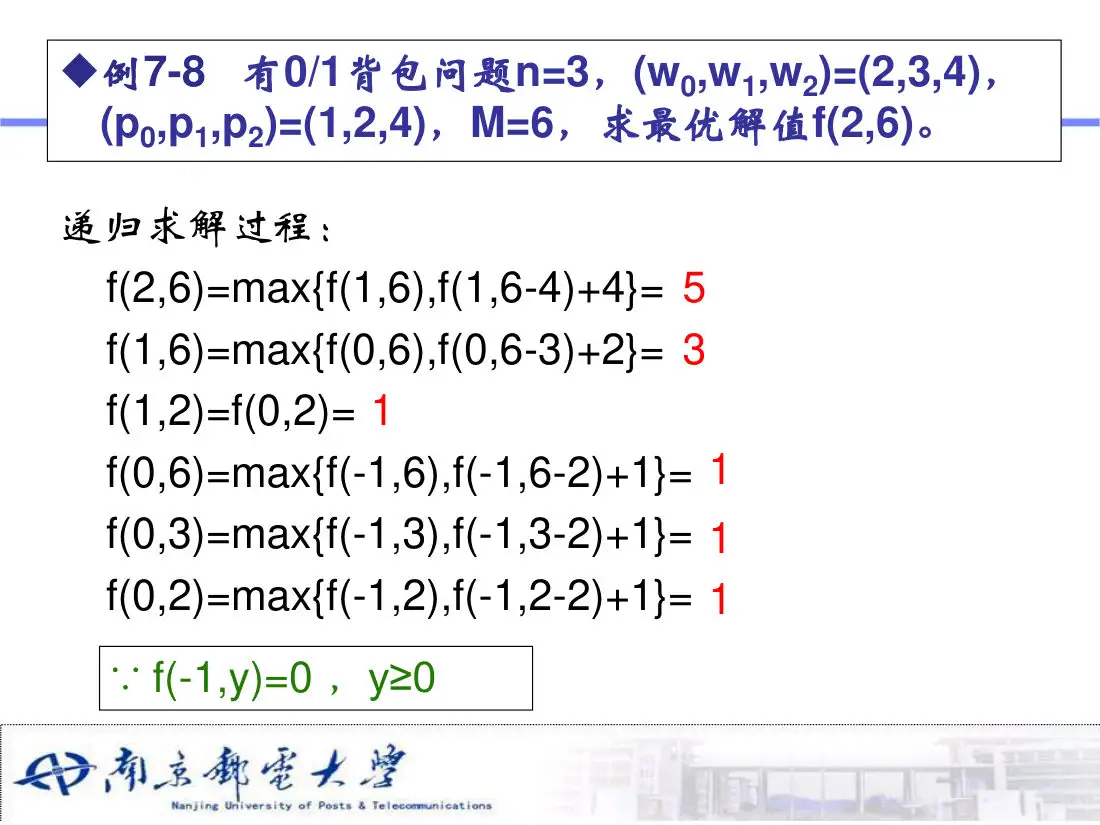 ◆例7-8 有0/1背包问题n=3，(w₀,w₁,w₂)=(2,3,4)，
(p₀,p₁,p₂)=(1,2,4)，M=6，求最优解值f(2,6)。
递归求解过程：
f(2,6)=max{f(1,6),f(1,6-4)+4}= 5
f(1,6)=max{f(0,6),f(0,6-3)+2}= 3
f(1,2)=f(0,2)= 1
f(0,6)=max{f(-1,6),f(-1,6-2)+1}= 1
f(0,3)=max{f(-1,3),f(-1,3-2)+1}= 1
f(0,2)=max{f(-1,2),f(-1,2-2)+1}= 1
∵ f(-1,y)=0 ，y≥0
南京郵電大學
Nanjing University of Posts & Telecommunications